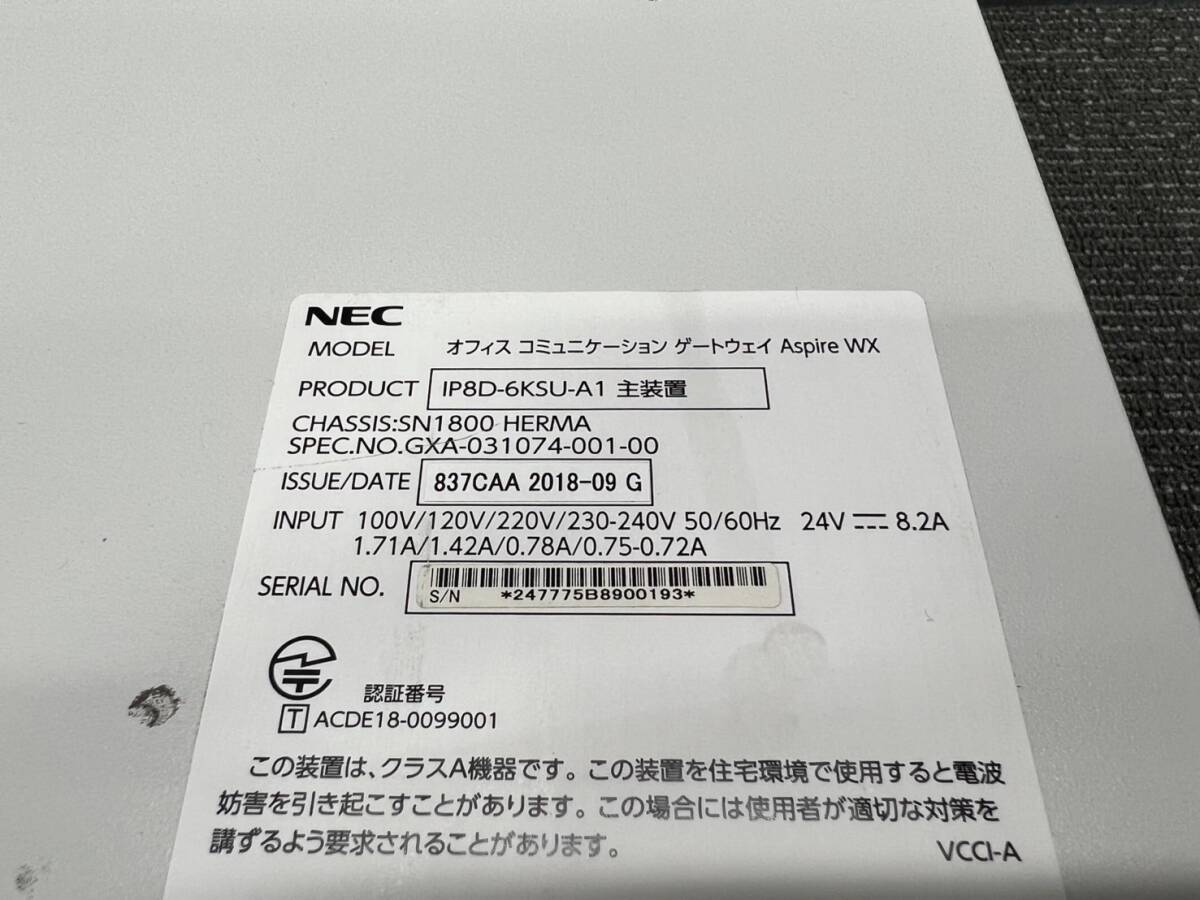 NEC
MODEL オフィス コミュニケーション ゲートウェイ Aspire WX
PRODUCT IP8D-6KSU-A1 主装置
CHASSIS:SN1800 HERMA
SPEC.NO.GXA-031074-001-00
ISSUE/DATE 837CAA 2018-09 G
INPUT 100V/120V/220V/230-240V 50/60Hz 24V ⎓ 8.2A
1.71A/1.42A/0.78A/0.75-0.72A
SERIAL NO. S/N *247775B8900193*
認証番号
T ACDE18-0099001
この装置は、クラスA機器です。この装置を住宅環境で使用すると電波
妨害を引き起こすことがあります。この場合には使用者が適切な対策を
講ずるよう要求されることがあります。
VCCI-A